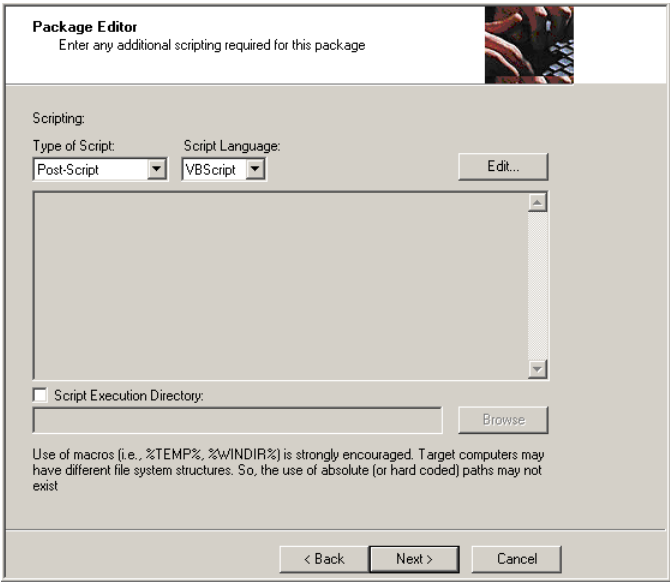 Package Editor
Enter any additional scripting required for this package
Scripting:
Type of Script: Script Language:
Post-Script VBScript Edit...
Script Execution Directory:
Browse
Use of macros (i.e., %TEMP%, %WINDIR%) is strongly encouraged. Target computers may
have different file system structures. So, the use of absolute (or hard coded) paths may not
exist
< Back Next > Cancel